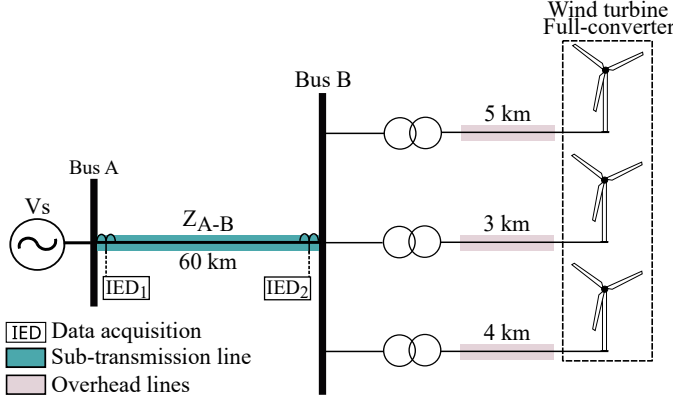 Wind turbine
Full-converter
Bus B
5 km
Bus A
Vs
Z_{A-B}
3 km
60 km
IED₁
IED₂
4 km
IED Data acquisition
Sub-transmission line
Overhead lines